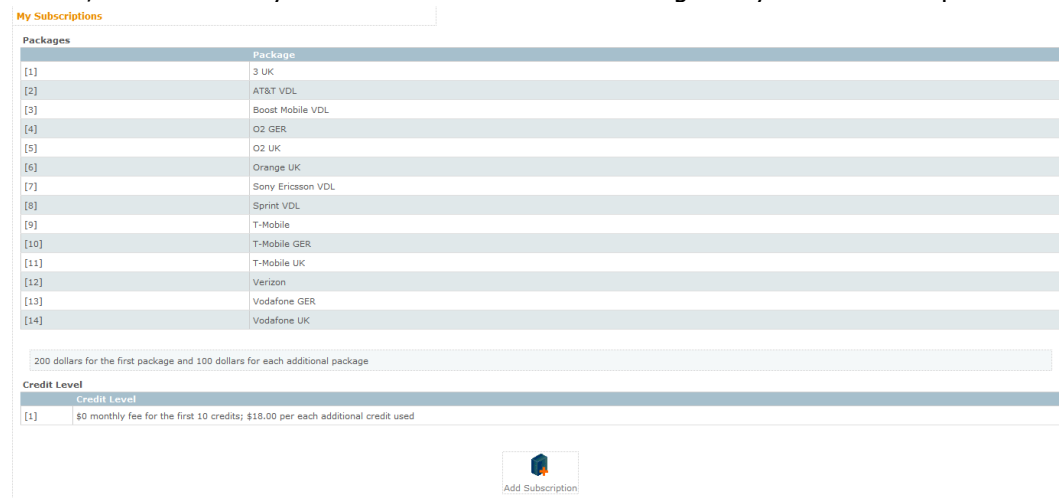 My Subscriptions
Packages
Package
[1] 3 UK
[2] AT&T VDL
[3] Boost Mobile VDL
[4] O2 GER
[5] O2 UK
[6] Orange UK
[7] Sony Ericsson VDL
[8] Sprint VDL
[9] T-Mobile
[10] T-Mobile GER
[11] T-Mobile UK
[12] Verizon
[13] Vodafone GER
[14] Vodafone UK
200 dollars for the first package and 100 dollars for each additional package
Credit Level
Credit Level
[1] $0 monthly fee for the first 10 credits; $18.00 per each additional credit used
Add Subscription